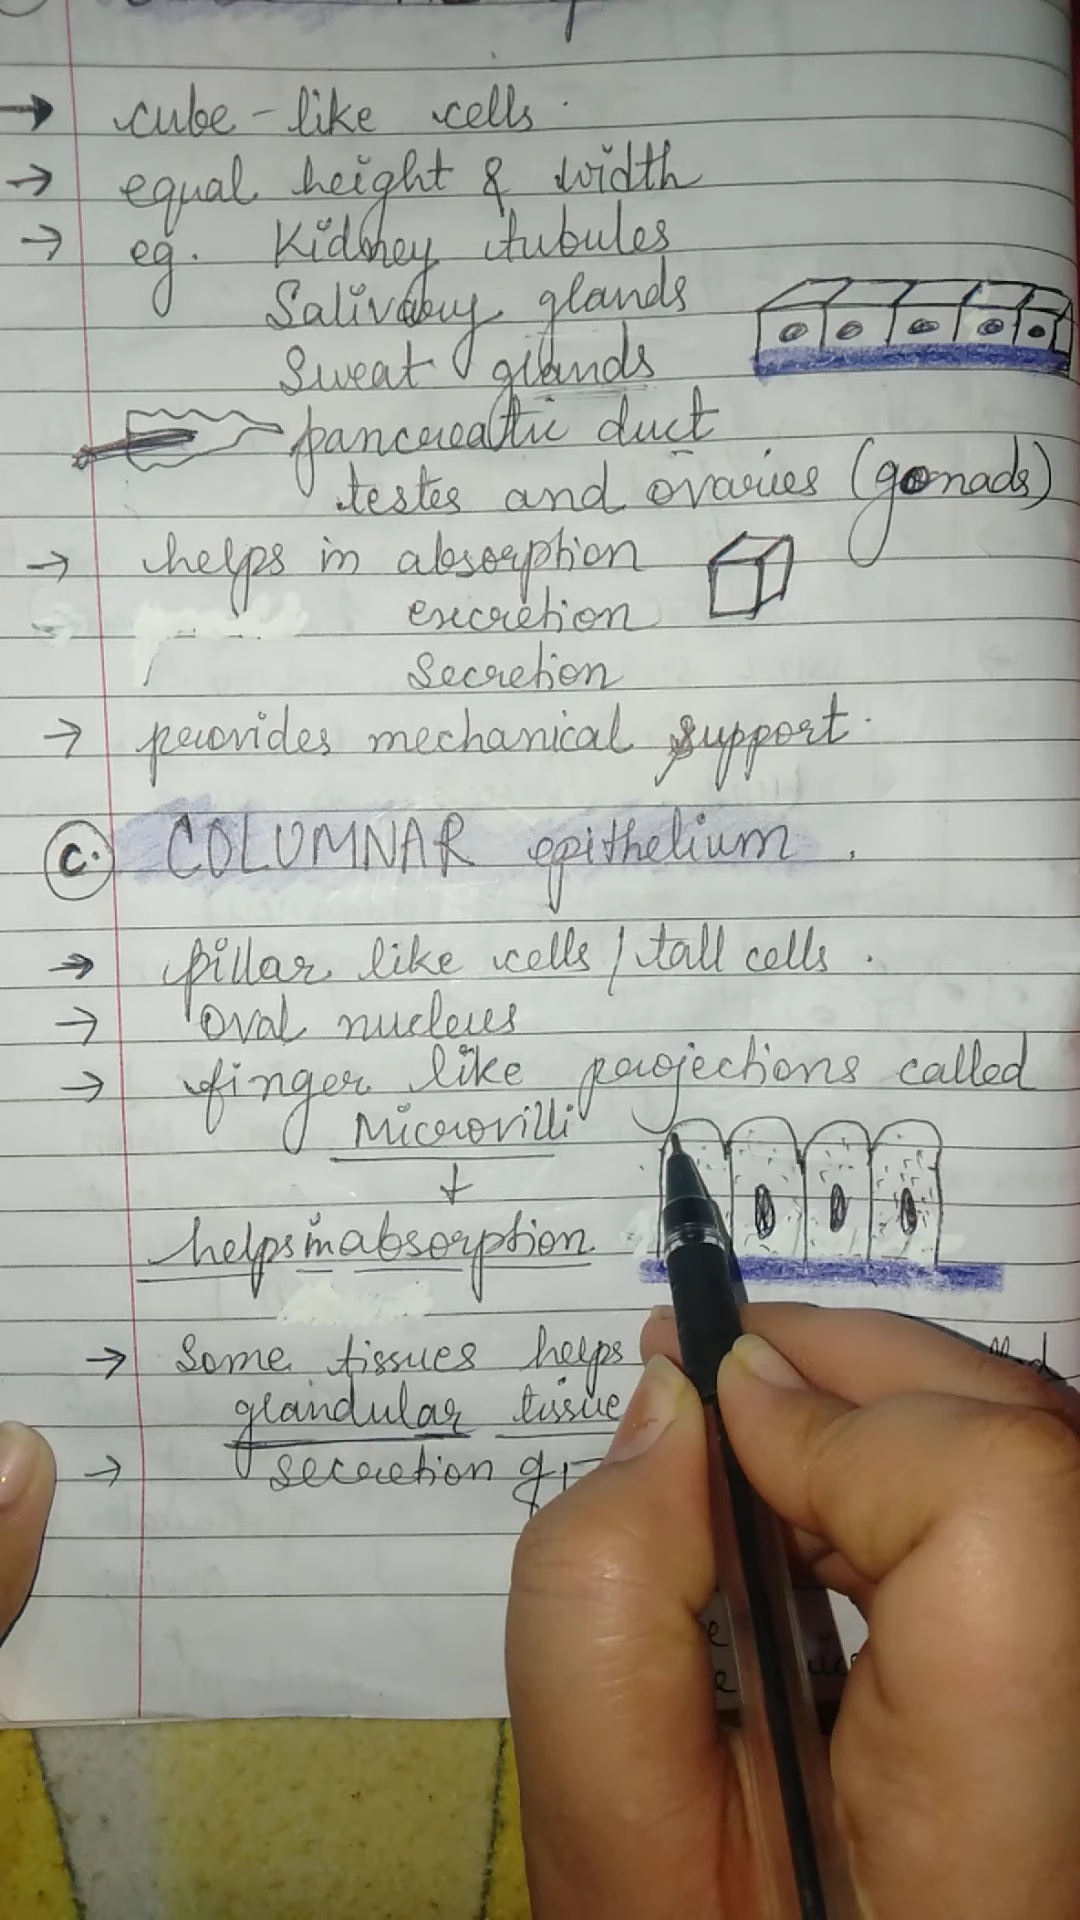 → cube-like cells.
→ equal height & width
→ eg. Kidney tubules
Salivary glands
Sweat glands
pancreatic duct
testes and ovaries (gonads)
→ helps in absorption
excretion
secretion
→ provides mechanical support.
C. COLUMNAR epithelium.
→ pillar like cells / tall cells.
→ oval nucleus
→ finger like projections called
Microvilli
↓
helps in absorption
→ Some tissues helps
glandular tissue
→ secretion of